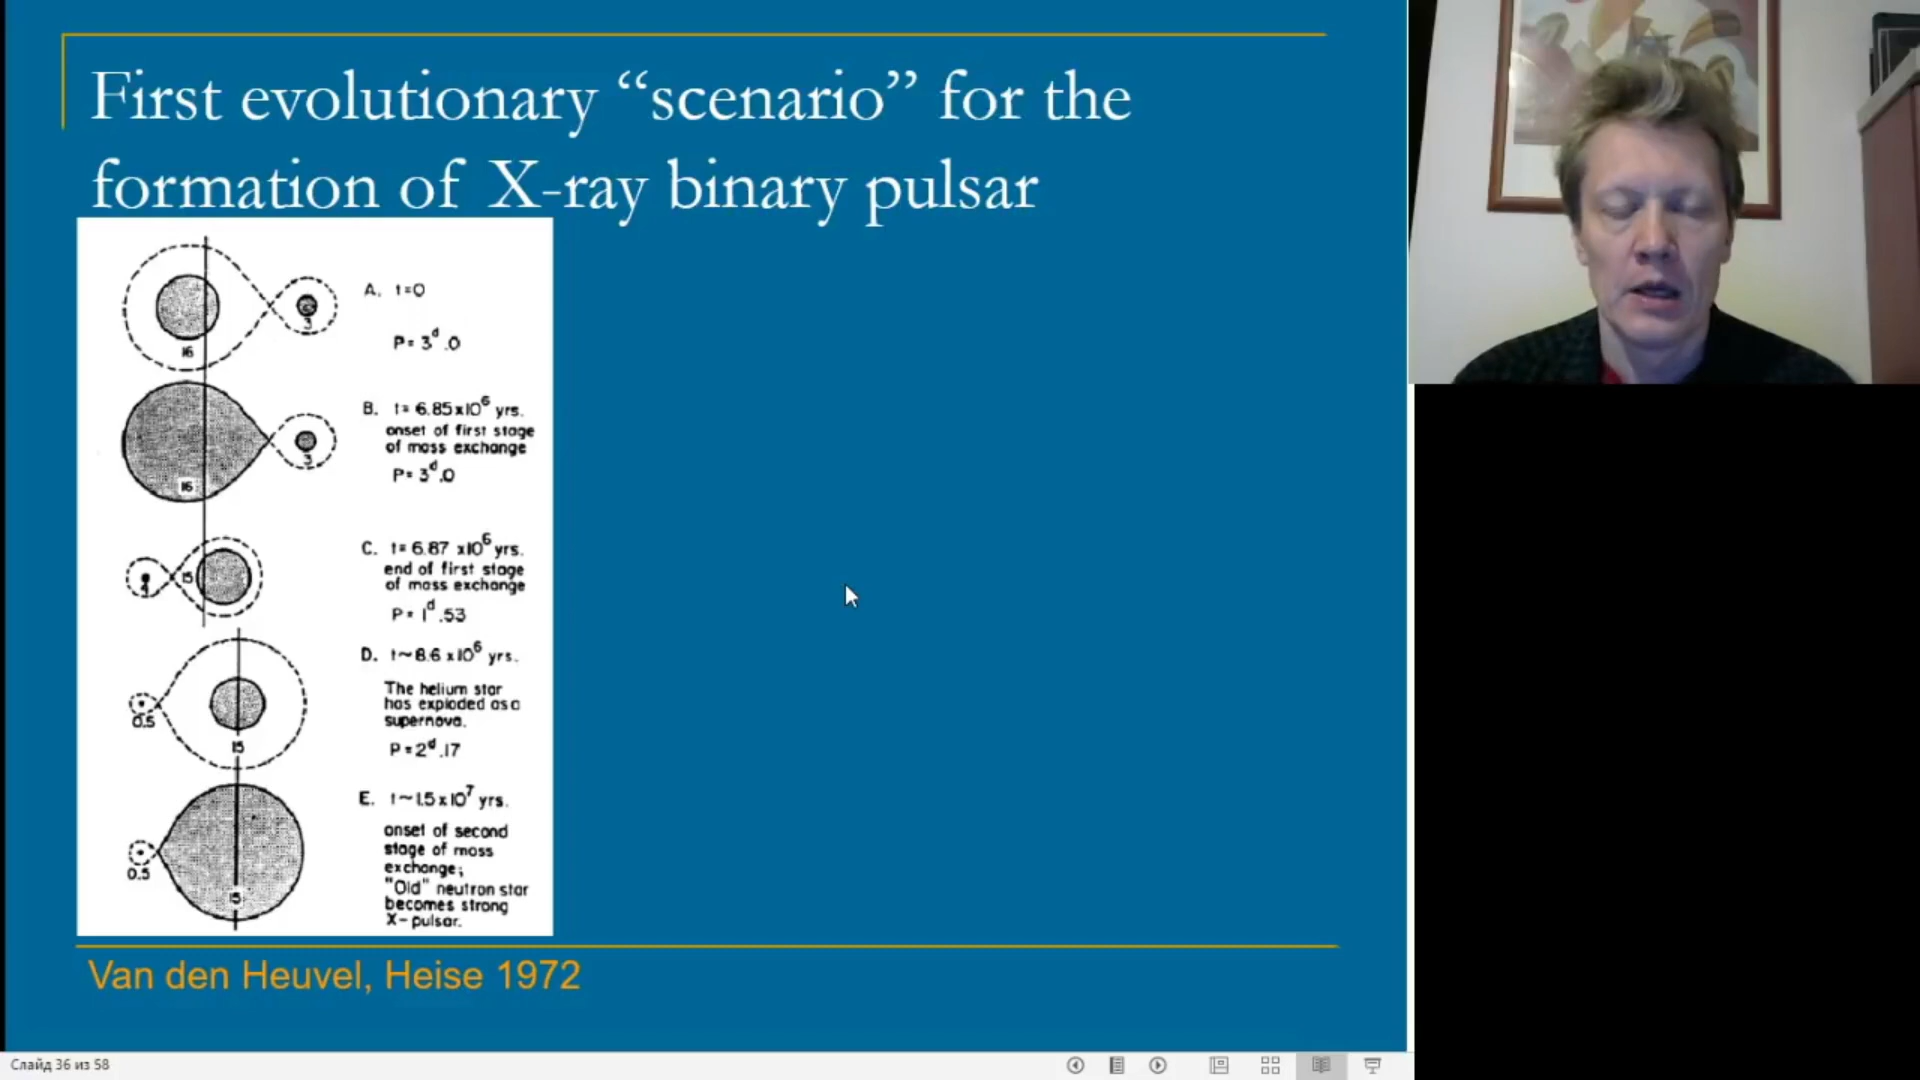 First evolutionary “scenario” for the
formation of X-ray binary pulsar
A. t=0
P= 3ᵈ.0
16
3
B. t= 6.85x10⁶ yrs.
onset of first stage
of mass exchange
P= 3ᵈ.0
16
3
C. t= 6.87 x10⁶ yrs.
end of first stage
of mass exchange
P= 1ᵈ.53
4
15
D. t~8.6 x10⁶ yrs.
The helium star
has exploded as a
supernova.
P=2ᵈ.17
0.5
15
E. t~1.5x10⁷ yrs.
onset of second
stage of mass
exchange;
"Old" neutron star
becomes strong
X-pulsar.
0.5
15
Van den Heuvel, Heise 1972
Слайд 36 из 58